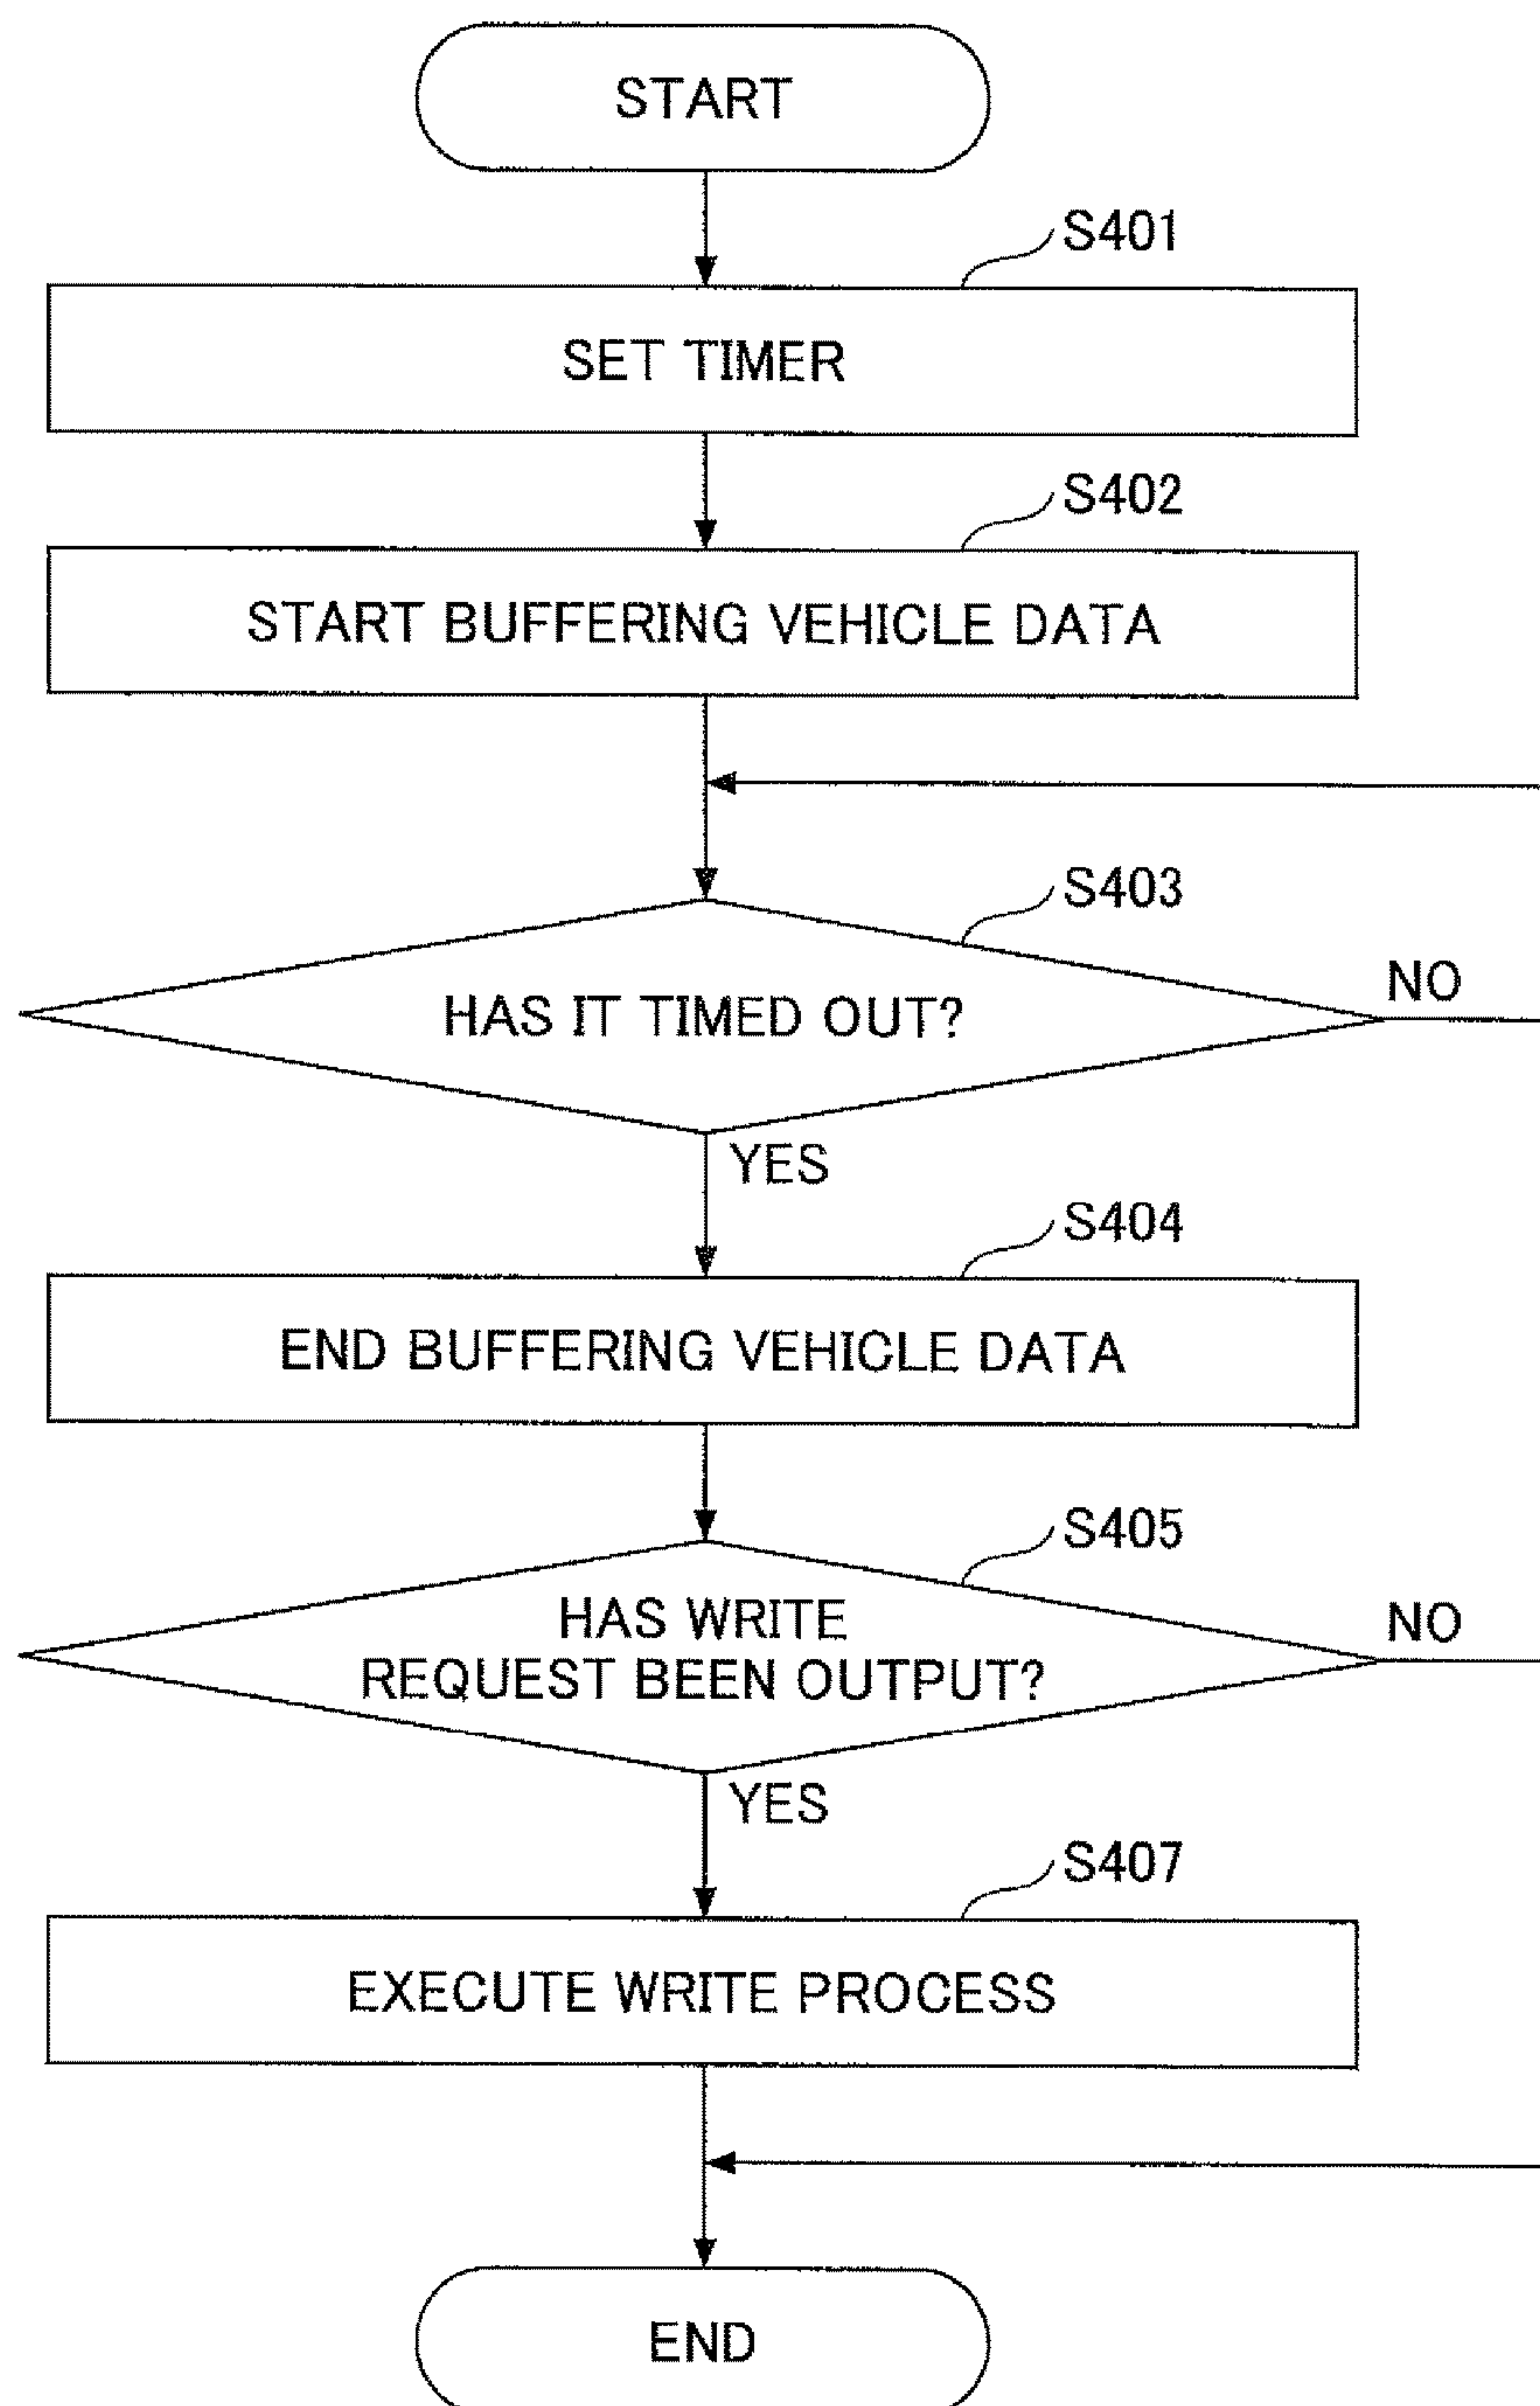 START
S401
SET TIMER
S402
START BUFFERING VEHICLE DATA
S403
HAS IT TIMED OUT?
NO
YES
S404
END BUFFERING VEHICLE DATA
S405
HAS WRITE
REQUEST BEEN OUTPUT?
NO
YES
S407
EXECUTE WRITE PROCESS
END